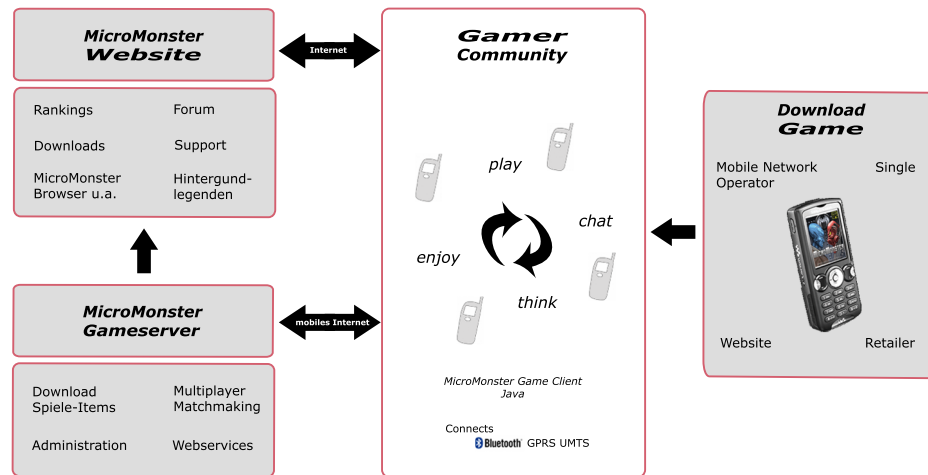 MicroMonster
Website
Rankings
Forum
Downloads
Support
MicroMonster
Browser u.a.
Hintergund-
legenden
MicroMonster
Gameserver
Download
Spiele-Items
Multiplayer
Matchmaking
Administration
Webservices
Internet
mobiles Internet
Gamer
Community
play
chat
enjoy
think
MicroMonster Game Client
Java
Connects
Bluetooth GPRS UMTS
Download
Game
Mobile Network
Operator
Single
Website
Retailer